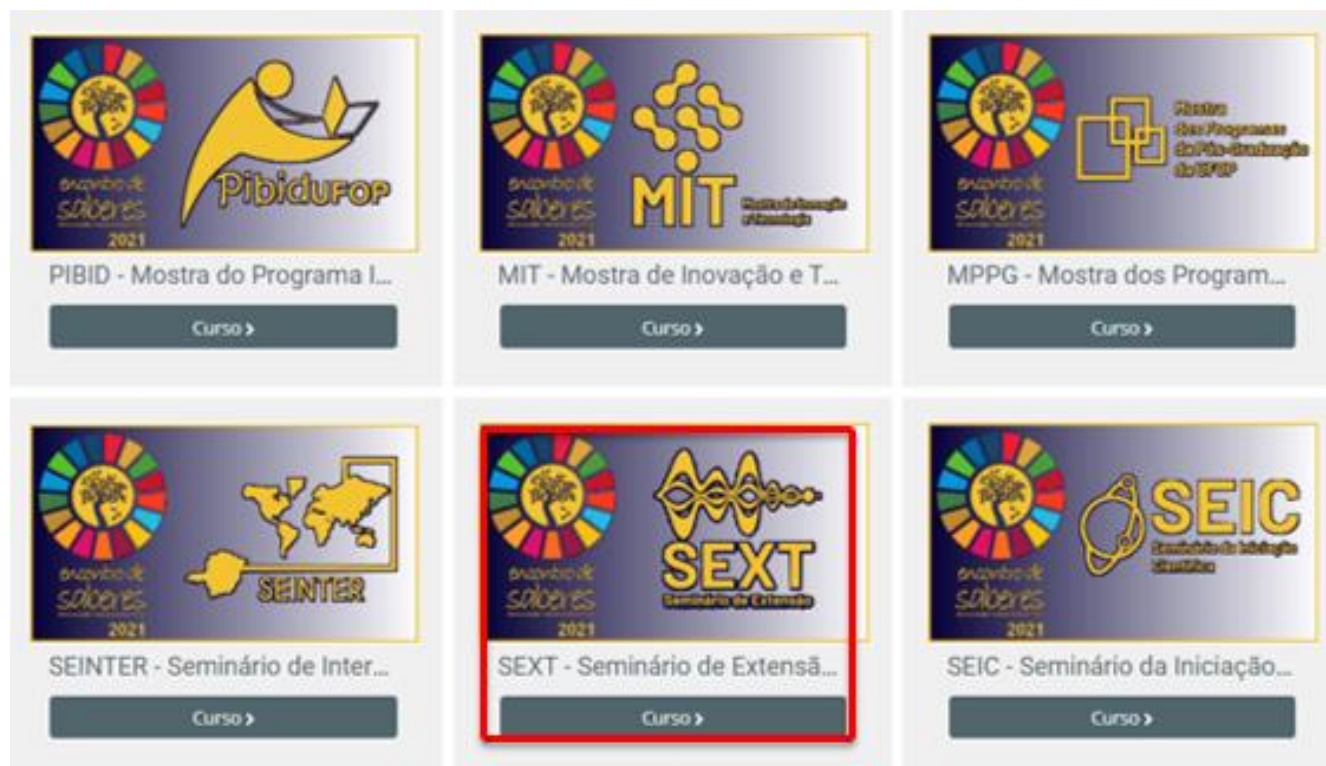 encontro de
saberes
2021
PibidUFOP
PIBID - Mostra do Programa I...
Curso >
encontro de
saberes
2021
MIT
Mostra de Inovação
e Tecnologia
MIT - Mostra de Inovação e T...
Curso >
encontro de
saberes
2021
Mostra
dos Programas
da Pós-Graduação
da UFOP
MPPG - Mostra dos Program...
Curso >
encontro de
saberes
2021
SEINTER
SEINTER - Seminário de Inter...
Curso >
encontro de
saberes
2021
SEXT
Seminário de Extensão
SEXT - Seminário de Extensã...
Curso >
encontro de
saberes
2021
SEIC
Seminário da Iniciação
Científica
SEIC - Seminário da Iniciação...
Curso >